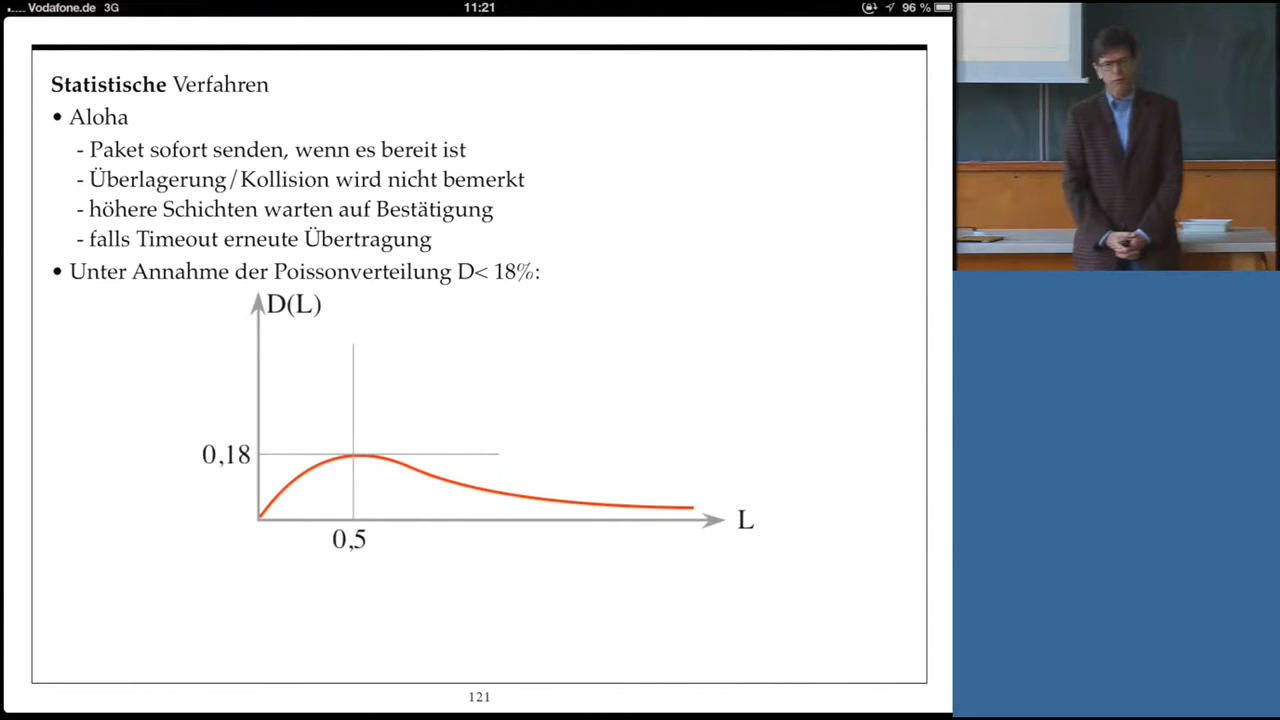 Vodafone.de 3G 11:21 96 %
Statistische Verfahren
• Aloha
- Paket sofort senden, wenn es bereit ist
- Überlagerung/Kollision wird nicht bemerkt
- höhere Schichten warten auf Bestätigung
- falls Timeout erneute Übertragung
• Unter Annahme der Poissonverteilung D< 18%:
D(L)
0,18
L
0,5
121